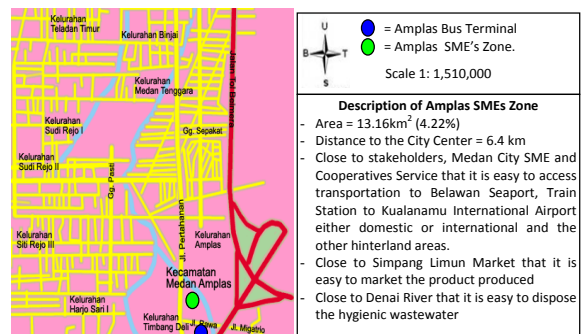 Kelurahan
Teladan Timur
Kelurahan Binjai
Jalan Tol Belmera
Kelurahan
Medan Tenggara
Kelurahan
Sudi Rejo I
Gg. Sepakat
Kelurahan
Sudi Rejo II
Gg. Pasti
Jl. Pertahanan
Kelurahan
Siti Rejo III
Kelurahan
Amplas
Kecamatan
Medan Amplas
Kelurahan
Harjo Sari I
Kelurahan
Timbang Deli
Jl. Rawa
Jl. Migatrio
U
B
T
S
= Amplas Bus Terminal
= Amplas SME's Zone.
Scale 1: 1,510,000
Description of Amplas SMEs Zone
- Area = 13.16km² (4.22%)
- Distance to the City Center = 6.4 km
- Close to stakeholders, Medan City SME and
Cooperatives Service that it is easy to access
transportation to Belawan Seaport, Train
Station to Kualanamu International Airport
either domestic or international and the
other hinterland areas.
- Close to Simpang Limun Market that it is
easy to market the product produced
- Close to Denai River that it is easy to dispose
the hygienic wastewater